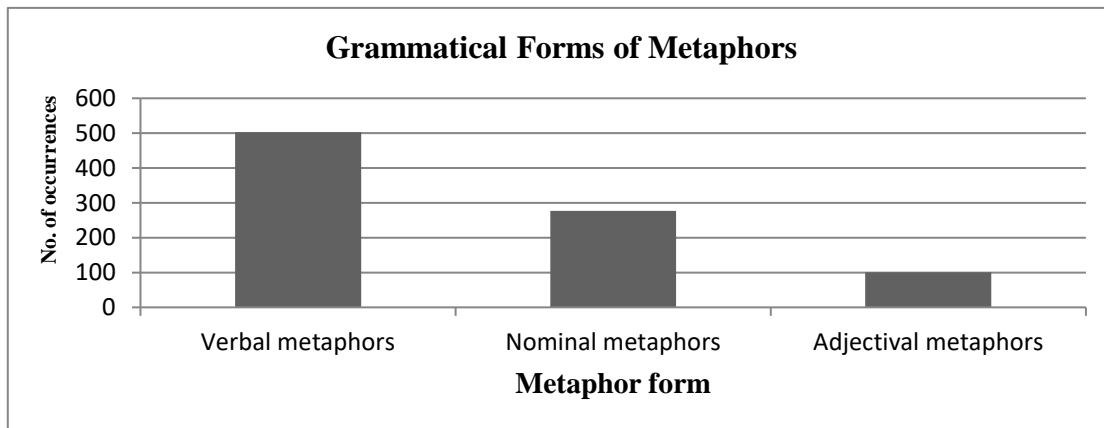 Grammatical Forms of Metaphors
No. of occurrences
600
500
400
300
200
100
0
Verbal metaphors
Nominal metaphors
Adjectival metaphors
Metaphor form